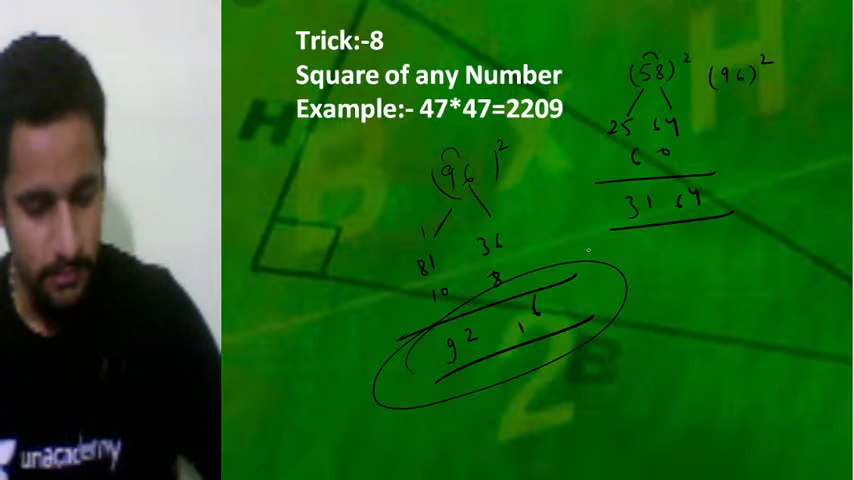 Trick:-8
Square of any Number
Example:- 47*47=2209
(96)²
1
81 36
10 8
92 16
(58)² (96)²
25 64
6 0
31 64
unacademy
H
H
2
B